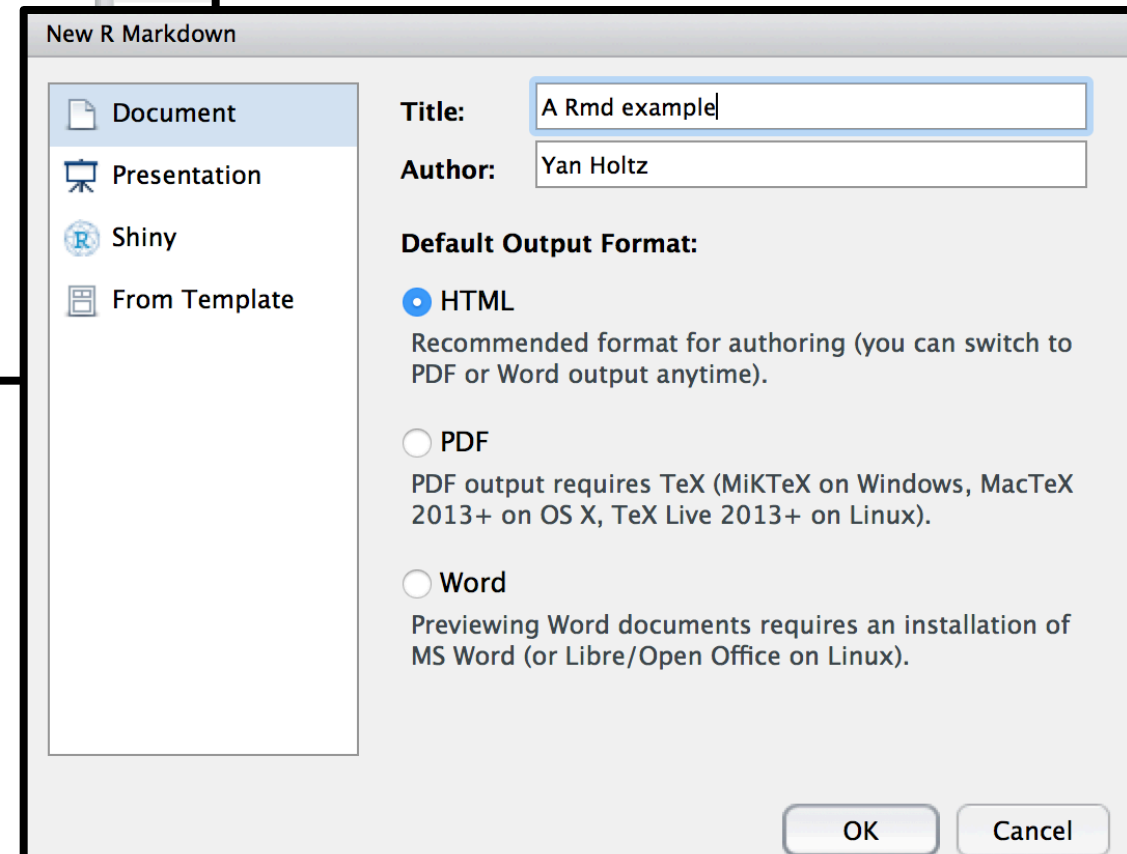 New R Markdown
Document
Presentation
Shiny
From Template
Title: A Rmd example
Author: Yan Holtz
Default Output Format:
HTML
Recommended format for authoring (you can switch to
PDF or Word output anytime).
PDF
PDF output requires TeX (MiKTeX on Windows, MacTeX
2013+ on OS X, TeX Live 2013+ on Linux).
Word
Previewing Word documents requires an installation of
MS Word (or Libre/Open Office on Linux).
OK Cancel